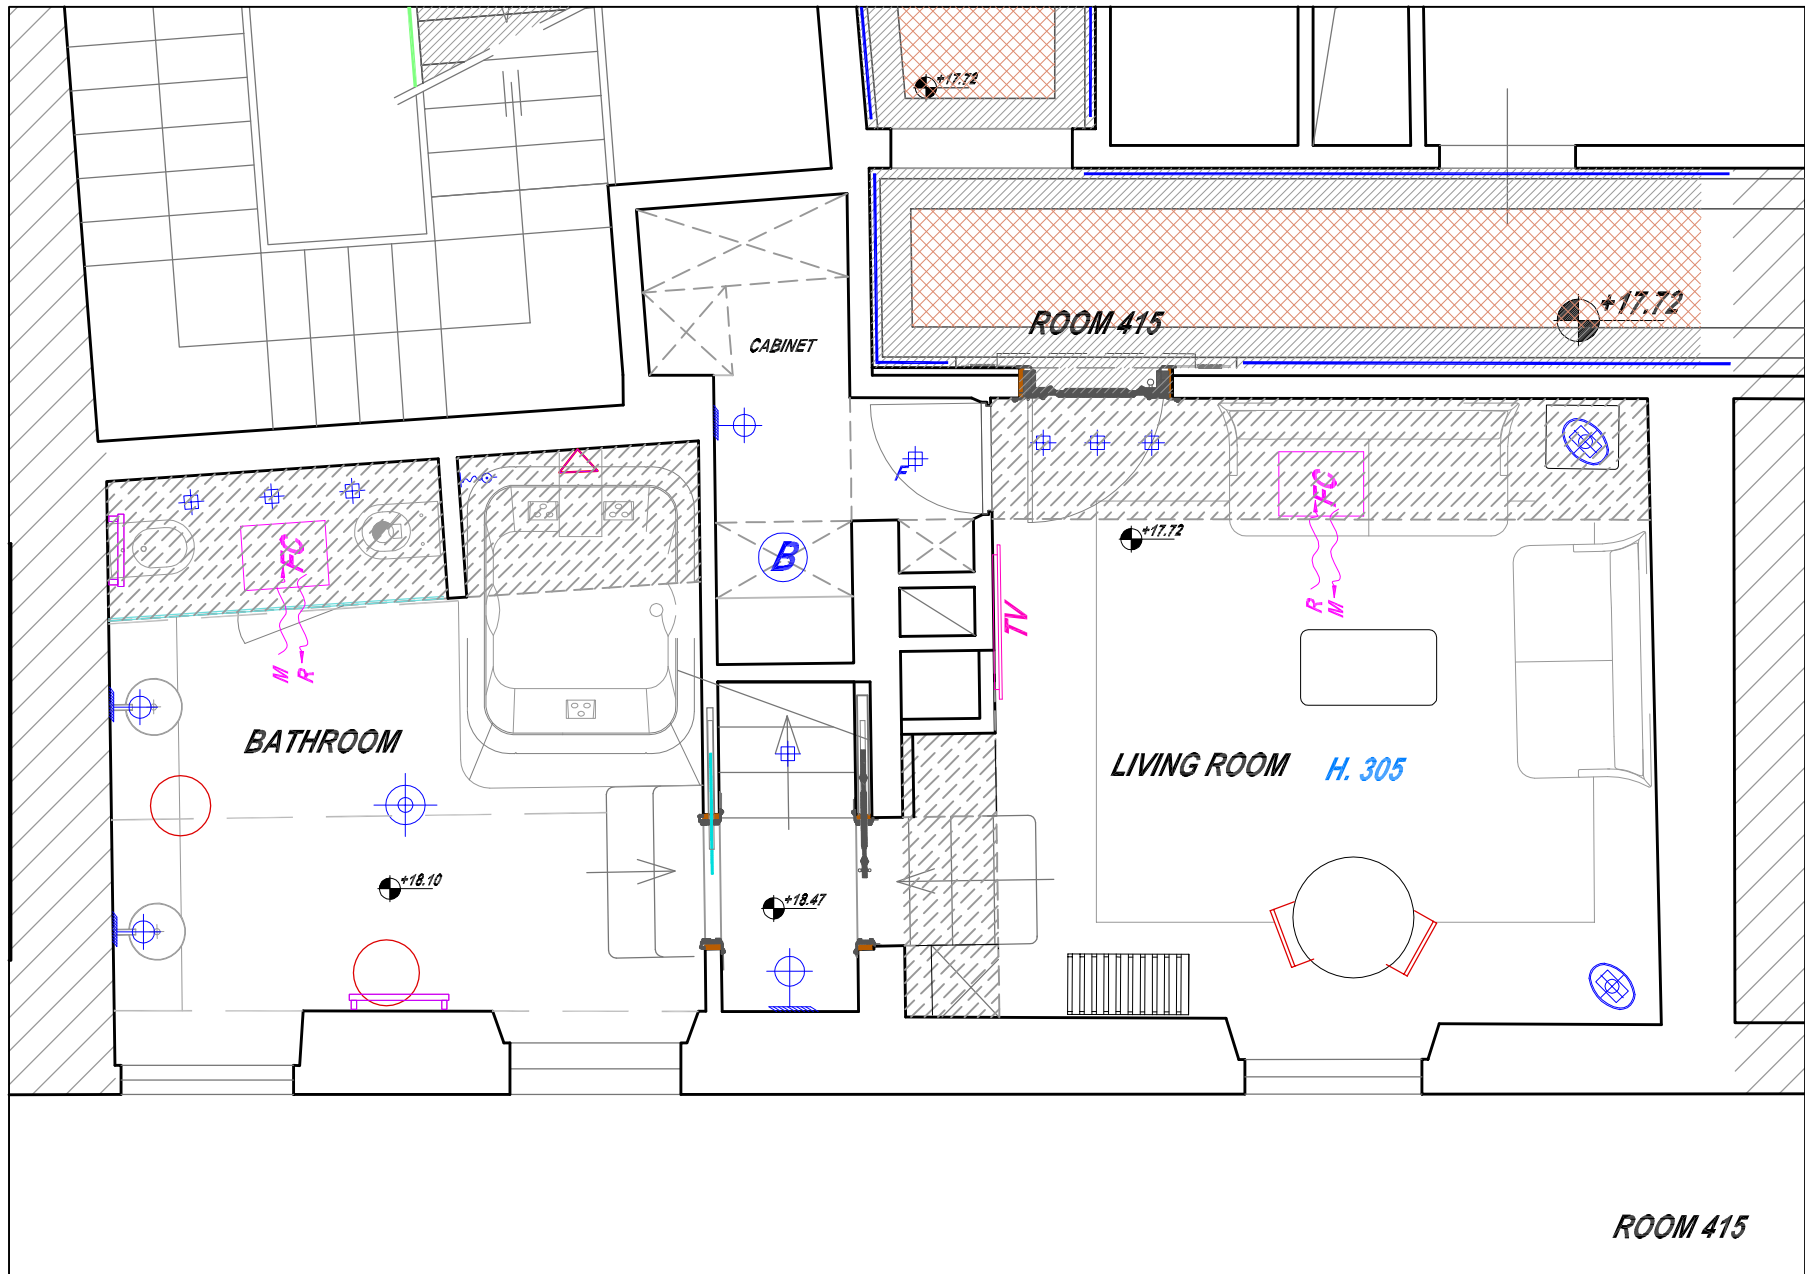 +17.72
+17.72
ROOM 415
CABINET
F
FC
+17.72
B
FC
R
M
TV
M
R
BATHROOM
LIVING ROOM H. 305
+18.10
+18.47
ROOM 415